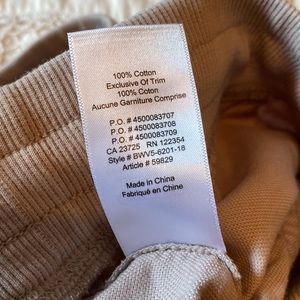 100% Cotton
Exclusive Of Trim
100% Coton
Aucune Garniture Comprise
P.O. # 4500083707
P.O. # 4500083708
P.O. # 4500083709
CA 23725 RN 122354
Style # BWV5-6201-18
Article # 59829
Made in China
Fabriqué en Chine